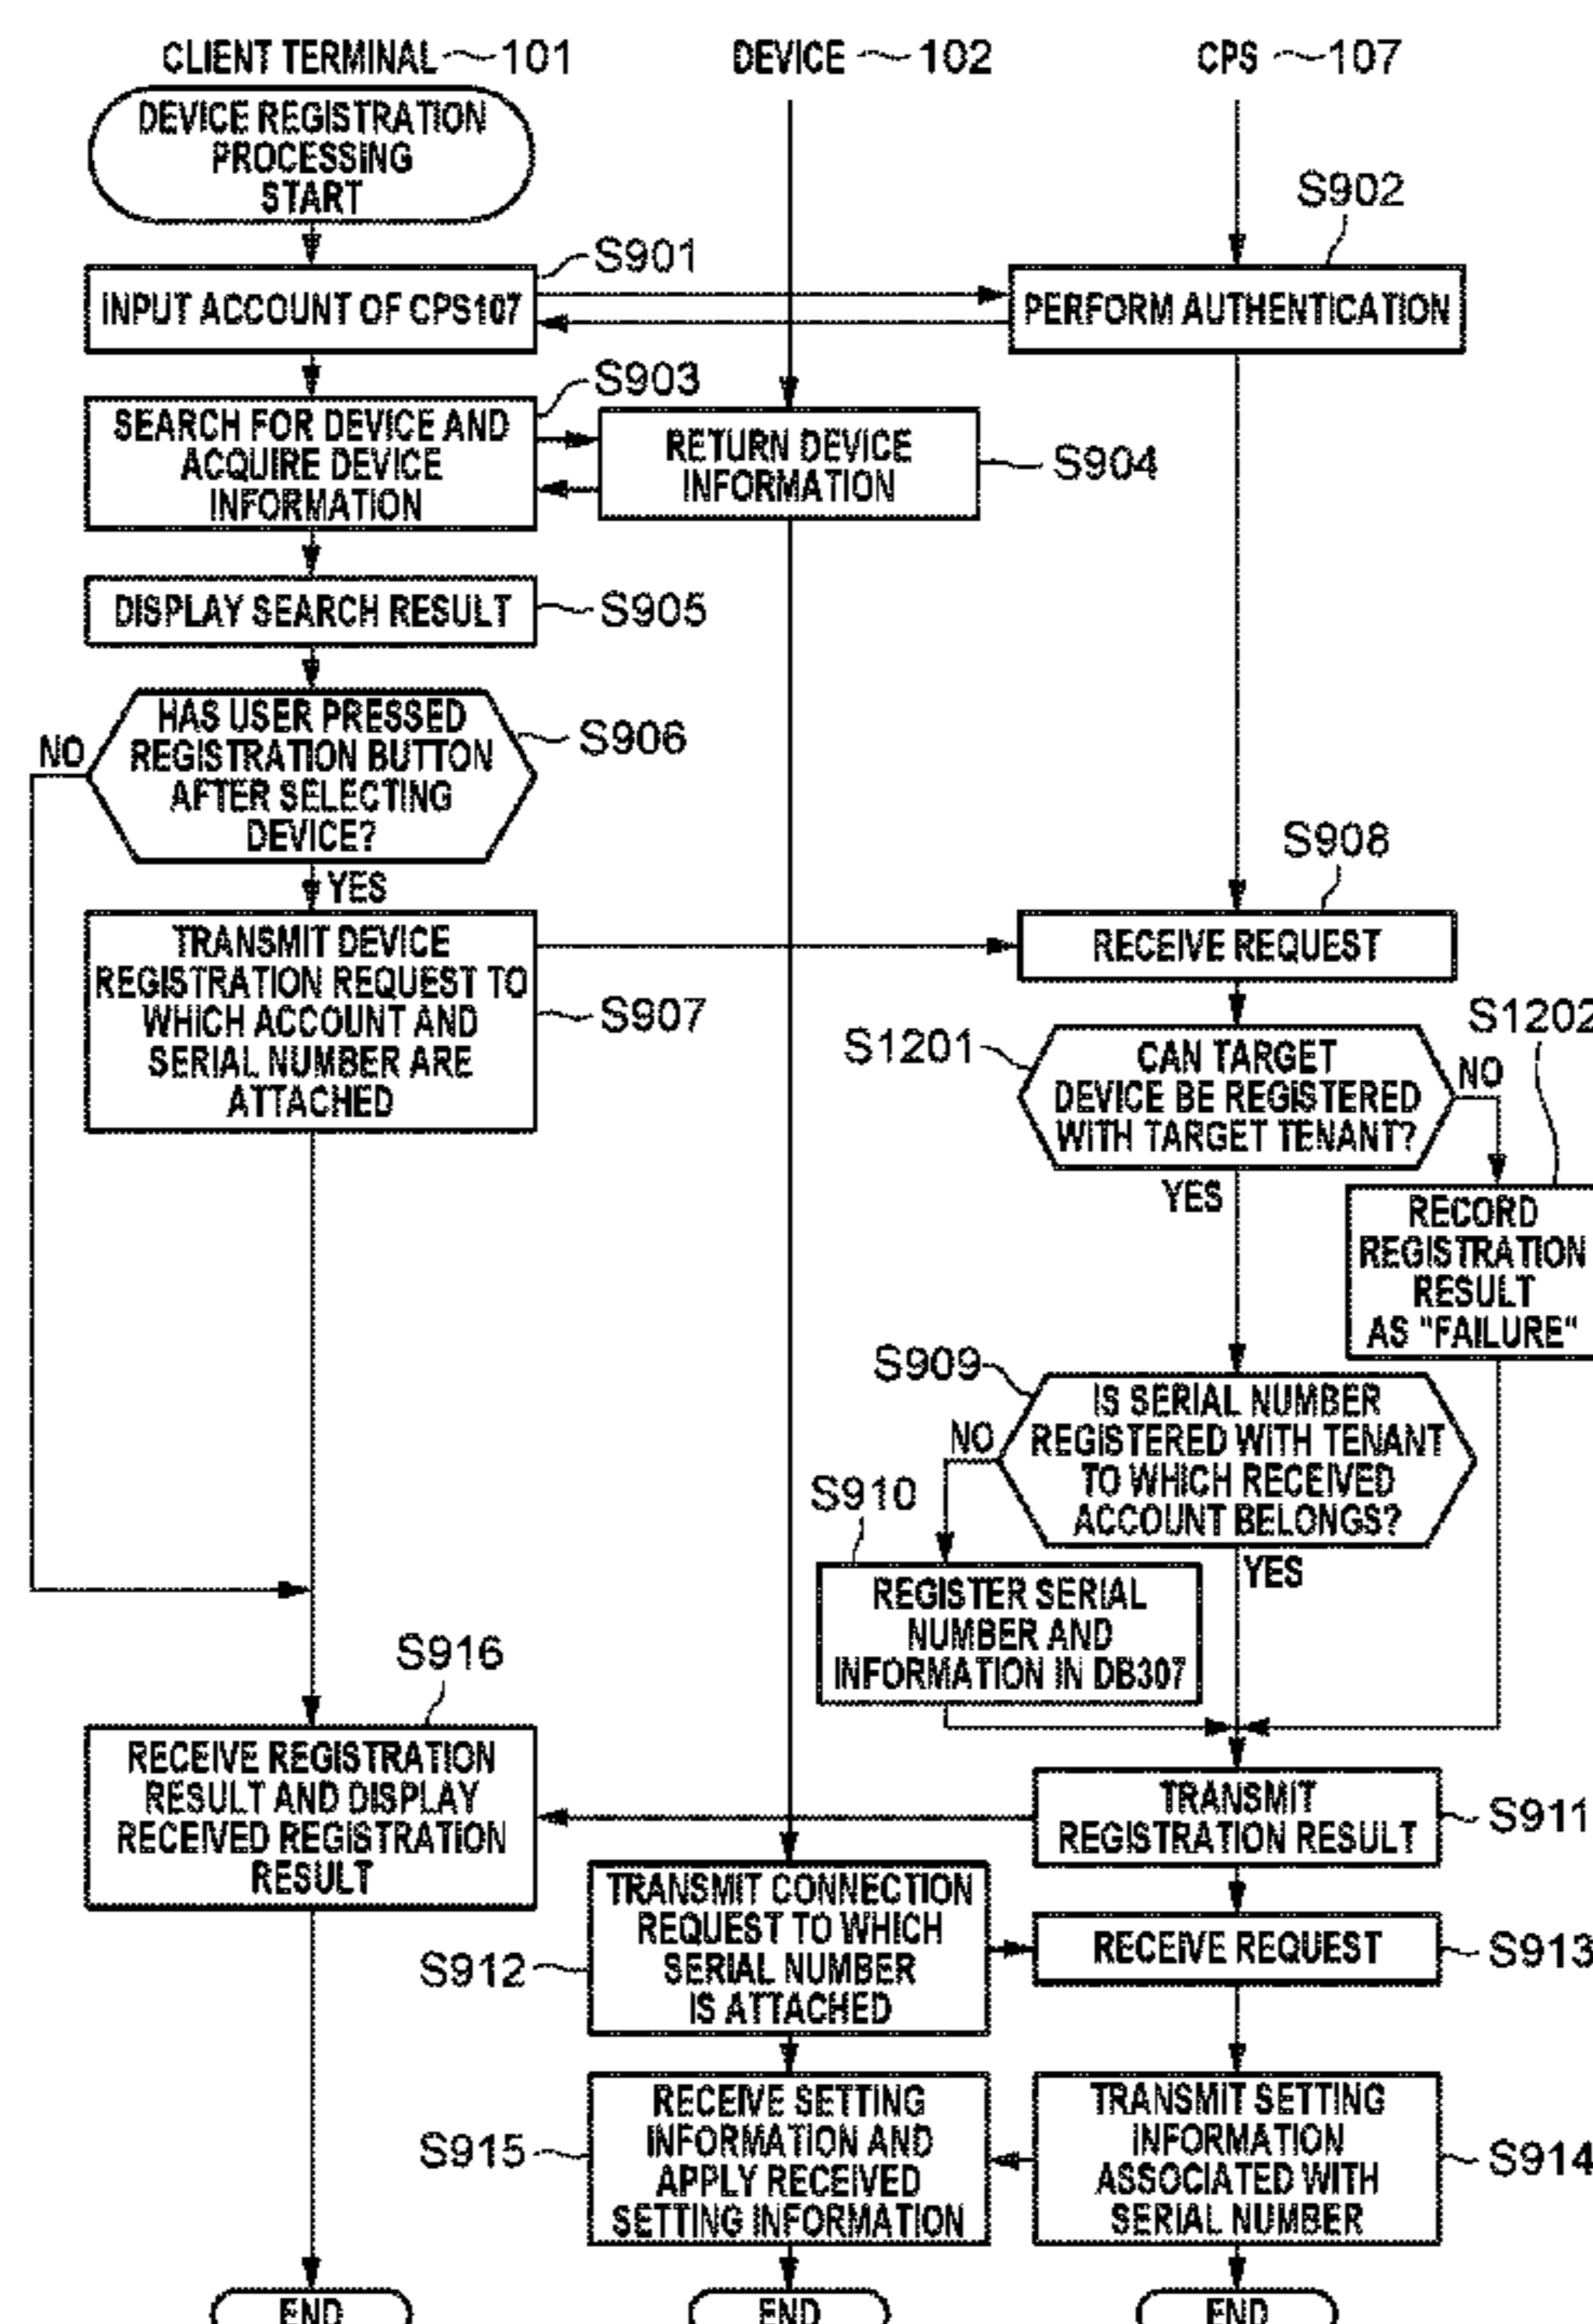 CLIENT TERMINAL 101
DEVICE 102
CPS 107
DEVICE REGISTRATION
PROCESSING
START
S902
S901
INPUT ACCOUNT OF CPS107
PERFORM AUTHENTICATION
S903
SEARCH FOR DEVICE AND
ACQUIRE DEVICE
INFORMATION
RETURN DEVICE
INFORMATION
S904
DISPLAY SEARCH RESULT
S905
HAS USER PRESSED
REGISTRATION BUTTON
AFTER SELECTING
DEVICE?
S906
NO
YES
S908
TRANSMIT DEVICE
REGISTRATION REQUEST TO
WHICH ACCOUNT AND
SERIAL NUMBER ARE
ATTACHED
S907
RECEIVE REQUEST
S1201
CAN TARGET
DEVICE BE REGISTERED
WITH TARGET TENANT?
NO
S1202
YES
RECORD
REGISTRATION
RESULT
AS "FAILURE"
S909
IS SERIAL NUMBER
REGISTERED WITH TENANT
TO WHICH RECEIVED
ACCOUNT BELONGS?
NO
YES
S910
REGISTER SERIAL
NUMBER AND
INFORMATION IN DB307
S916
RECEIVE REGISTRATION
RESULT AND DISPLAY
RECEIVED REGISTRATION
RESULT
TRANSMIT
REGISTRATION RESULT
S911
TRANSMIT CONNECTION
REQUEST TO WHICH
SERIAL NUMBER
IS ATTACHED
S912
RECEIVE REQUEST
S913
RECEIVE SETTING
INFORMATION AND
APPLY RECEIVED
SETTING INFORMATION
S915
TRANSMIT SETTING
INFORMATION
ASSOCIATED WITH
SERIAL NUMBER
S914
END
END
END